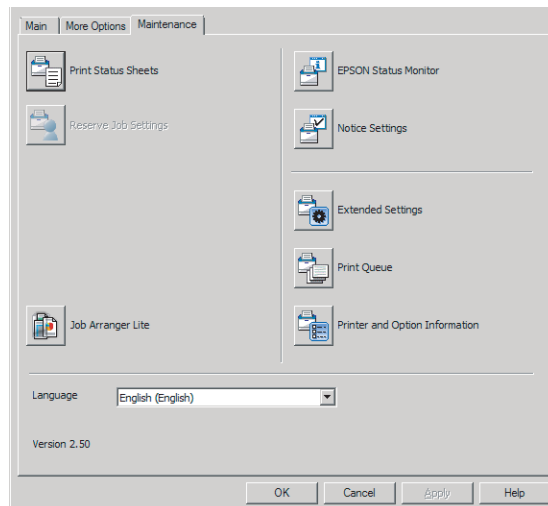 Main More Options Maintenance
Print Status Sheets
EPSON Status Monitor
Reserve Job Settings
Notice Settings
Extended Settings
Print Queue
Job Arranger Lite
Printer and Option Information
Language English (English)
Version 2.50
OK Cancel Apply Help